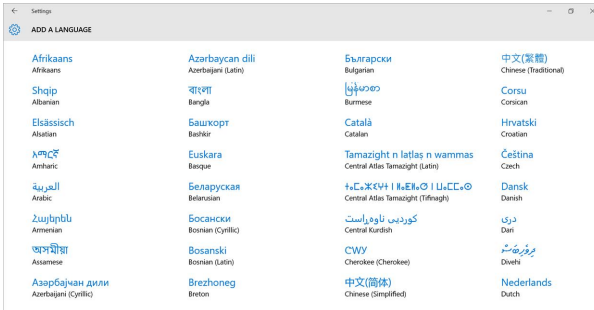 Settings
ADD A LANGUAGE
Afrikaans
Afrikaans
Shqip
Albanian
Elsässisch
Alsatian
አማርኛ
Amharic
العربية
Arabic
Հայերեն
Armenian
অসমীয়া
Assamese
Азәрбајҹан дили
Azerbaijani (Cyrillic)
Azərbaycan dili
Azerbaijani (Latin)
বাংলা
Bangla
Башҡорт
Bashkir
Euskara
Basque
Беларуская
Belarusian
Босански
Bosnian (Cyrillic)
Bosanski
Bosnian (Latin)
Brezhoneg
Breton
Български
Bulgarian
မြန်မာစာ
Burmese
Català
Catalan
Tamazight n laṭlaṣ n wammas
Central Atlas Tamazight (Latin)
Central Atlas Tamazight (Tifinagh)
کوردیی ناوەڕاست
Central Kurdish
ᏣᎳᎩ
Cherokee (Cherokee)
中文(简体)
Chinese (Simplified)
中文(繁體)
Chinese (Traditional)
Corsu
Corsican
Hrvatski
Croatian
Čeština
Czech
Dansk
Danish
درى
Dari
ދިވެހިބަސް
Divehi
Nederlands
Dutch